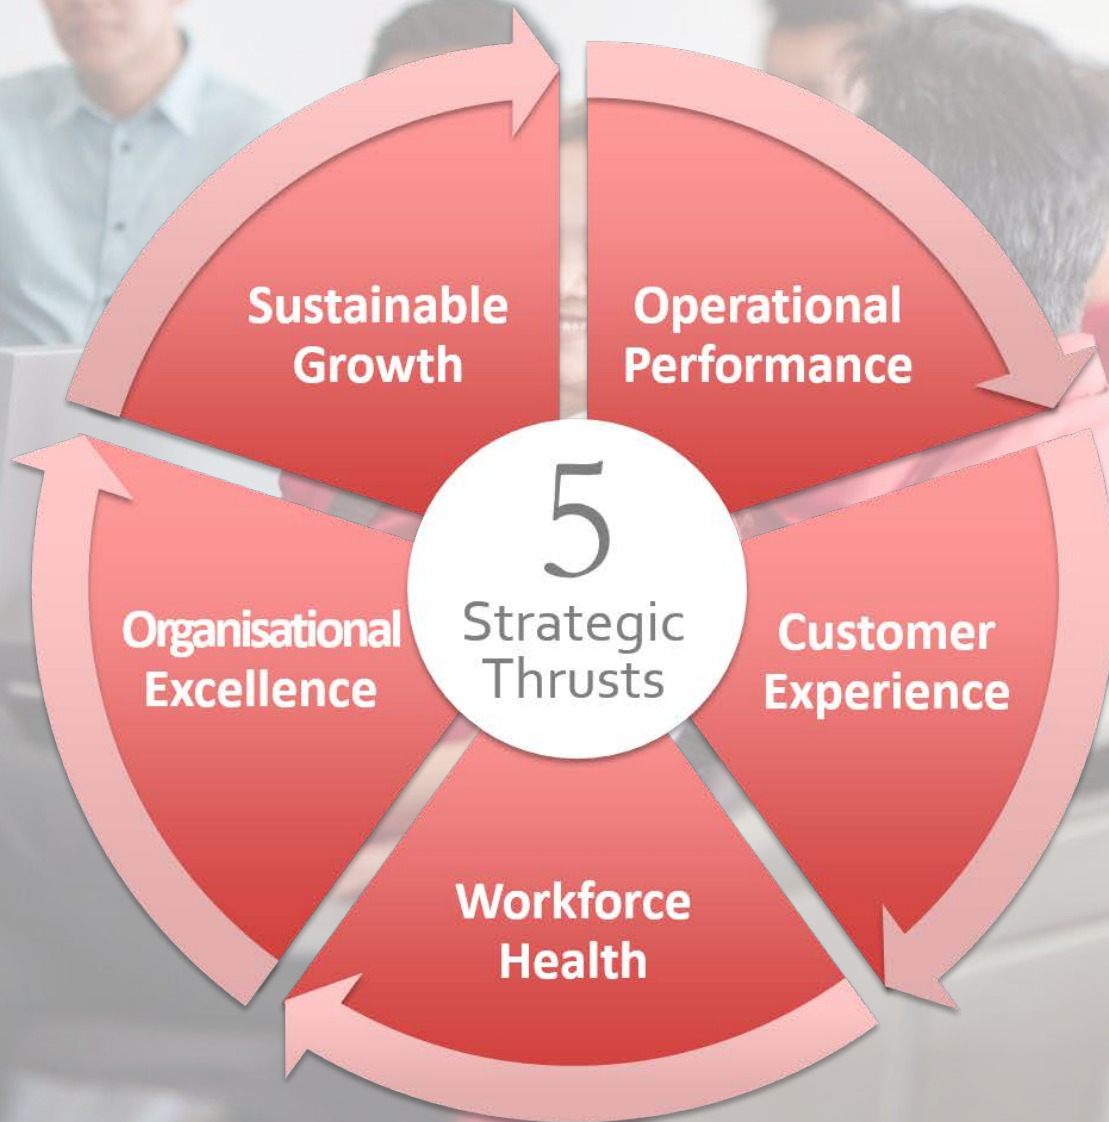 Sustainable
Growth
Operational
Performance
5
Strategic
Thrusts
Organisational
Excellence
Customer
Experience
Workforce
Health